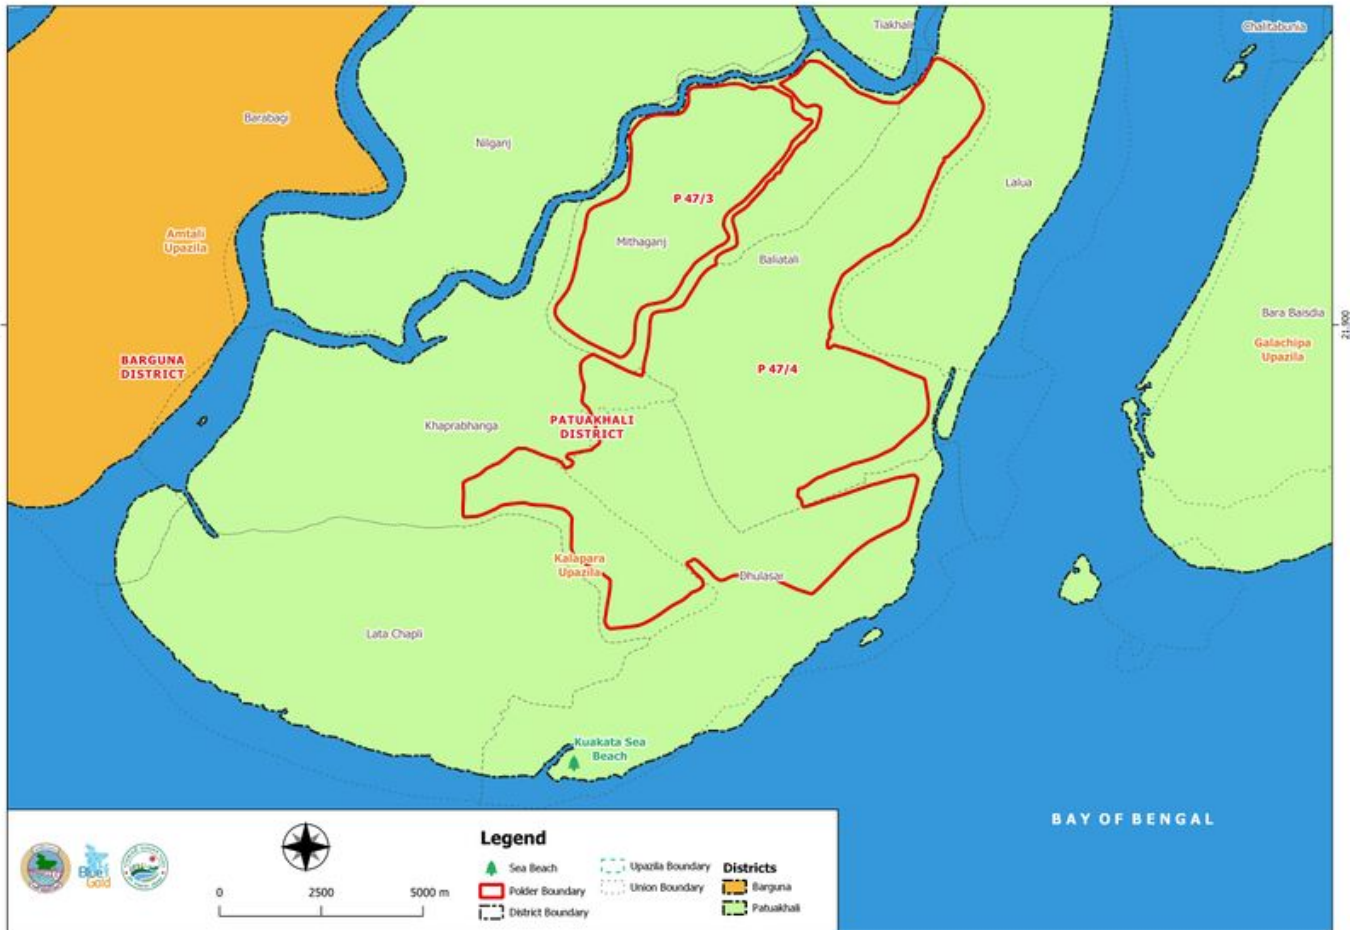 Tiakhali
Chalitabunia
Barabagi
Nilganj
Lalua
P 47/3
Amtali
Upazila
Mithaganj
Baliatali
Bara Baisdia
21.900
Galachipa
Upazila
BARGUNA
DISTRICT
P 47/4
PATUAKHALI
DISTRICT
Khaprabhanga
Kalapara
Upazila
Dhulasar
Lata Chapli
Kuakata Sea
Beach
BAY OF BENGAL
Legend
Sea Beach
Polder Boundary
District Boundary
Upazila Boundary
Union Boundary
Districts
Barguna
Patuakhali
Blue
Gold
0 2500 5000 m